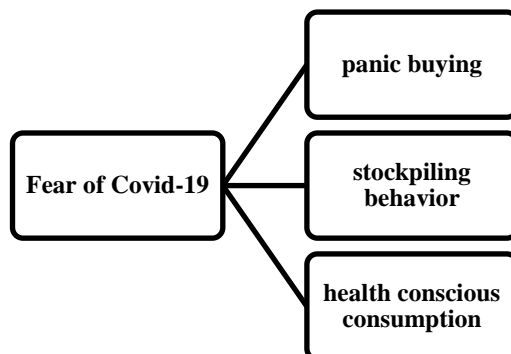 Fear of Covid-19
panic buying
stockpiling
behavior
health conscious
consumption